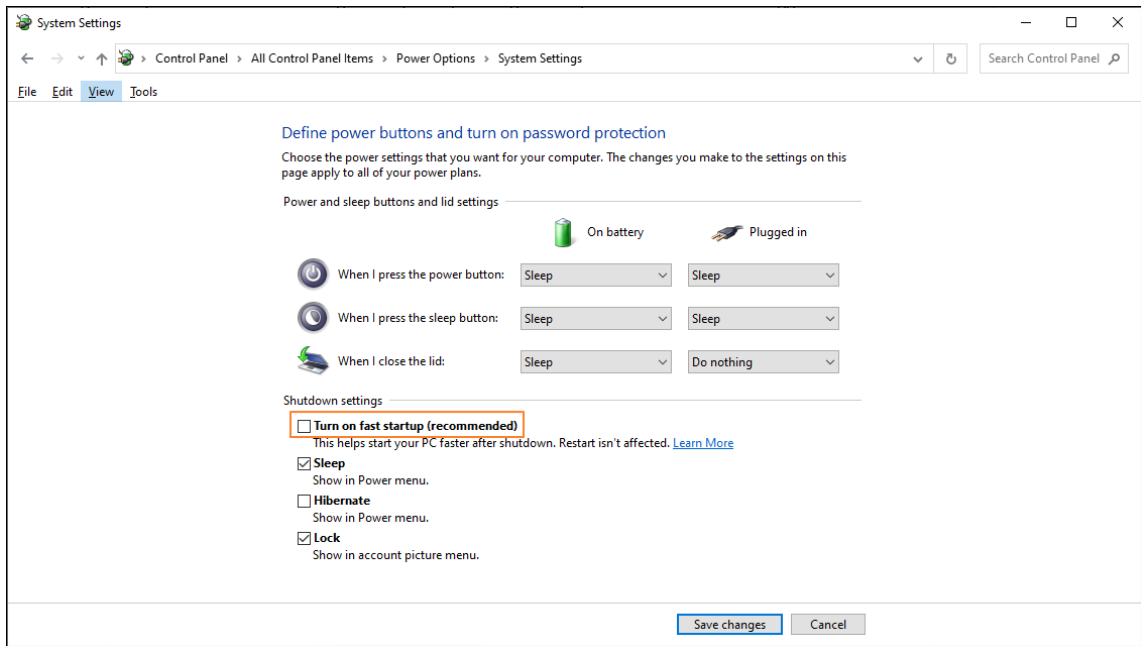 System Settings
Control Panel › All Control Panel Items › Power Options › System Settings
Search Control Panel
File Edit View Tools
Define power buttons and turn on password protection
Choose the power settings that you want for your computer. The changes you make to the settings on this
page apply to all of your power plans.
Power and sleep buttons and lid settings
On battery Plugged in
When I press the power button: Sleep Sleep
When I press the sleep button: Sleep Sleep
When I close the lid: Sleep Do nothing
Shutdown settings
Turn on fast startup (recommended)
This helps start your PC faster after shutdown. Restart isn't affected. Learn More
Sleep
Show in Power menu.
Hibernate
Show in Power menu.
Lock
Show in account picture menu.
Save changes Cancel